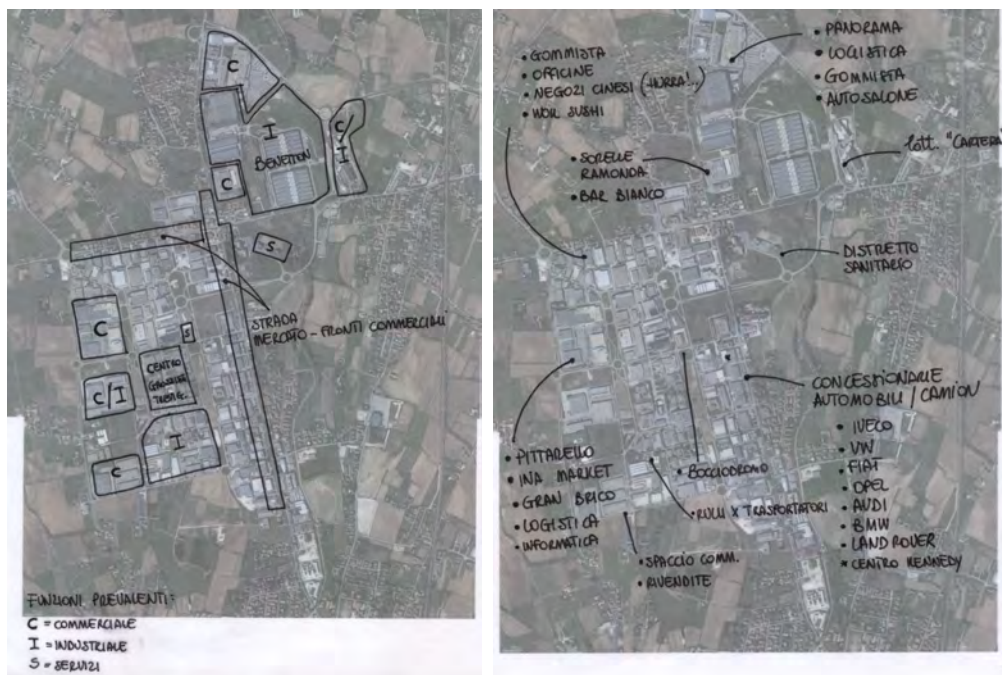 C
I
BENETTON
C/I
C
S
STRADA
MERCATO - FRONTI COMMERCIALI
C
S
CENTRO
C/I
I
C
FUNZIONI PREVALENTI:
C = COMMERCIALE
I = INDUSTRIALE
S = SERVIZI
• GOMMISTA
• OFFICINE
• NEGOZI CINESI (HURRA!..)
• WOK SUSHI
• PANORAMA
• LOGISTICA
• GOMMISTA
• AUTOSALONE
lott. "CARTERA
• SORELLE
RAMONDA
• BAR BIANCO
• DISTRETTO
SANITARIO
• CONCESSIONARIE
AUTOMOBILI / CAMION
• IVECO
• VW
• FIAT
• OPEL
• AUDI
• BMW
• LAND ROVER
* CENTRO KENNEDY
• PITTARELLO
• INA MARKET
• GRAN BRICO
• LOGISTICA
• INFORMATICA
• BOCCIODROMO
• RULLI X TRASPORTATORI
• SPACCIO COMM.
• RIVENDITE